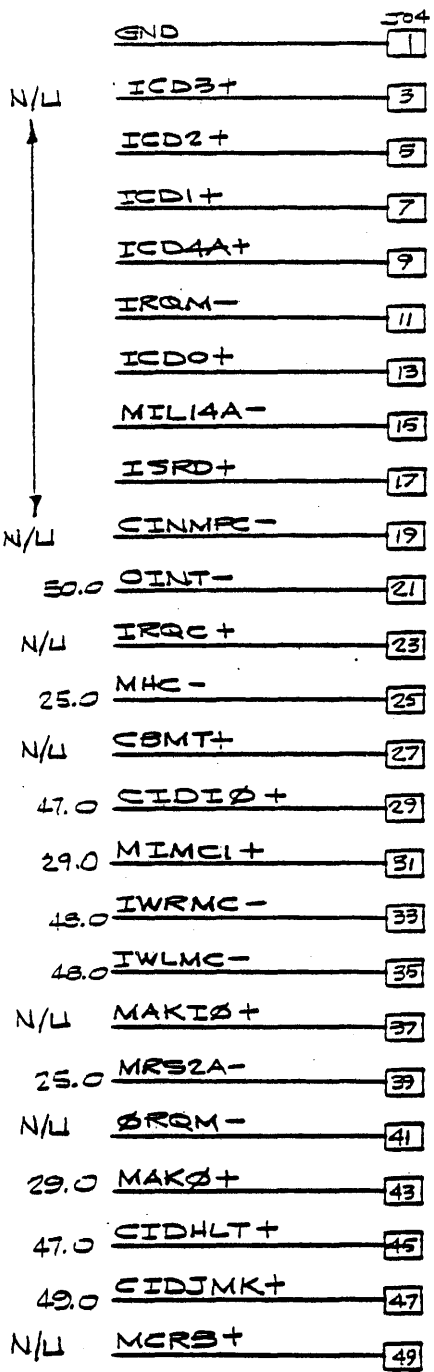 J04
GND 1
N/U ICD3+ 3
ICD2+ 5
ICD1+ 7
ICD4A+ 9
IRQM- 11
ICD0+ 13
MIL14A- 15
ISRD+ 17
N/U CINMPC- 19
50.0 OINT- 21
N/U IRQC+ 23
25.0 MHC- 25
N/U CBMT+ 27
47.0 CIDIØ+ 29
29.0 MIMC1+ 31
48.0 IWRMC- 33
48.0 IWLMC- 35
N/U MAKIØ+ 37
25.0 MRS2A- 39
N/U ØRQM- 41
29.0 MAKØ+ 43
47.0 CIDHLT+ 45
49.0 CIDJMK+ 47
N/U MCRS+ 49